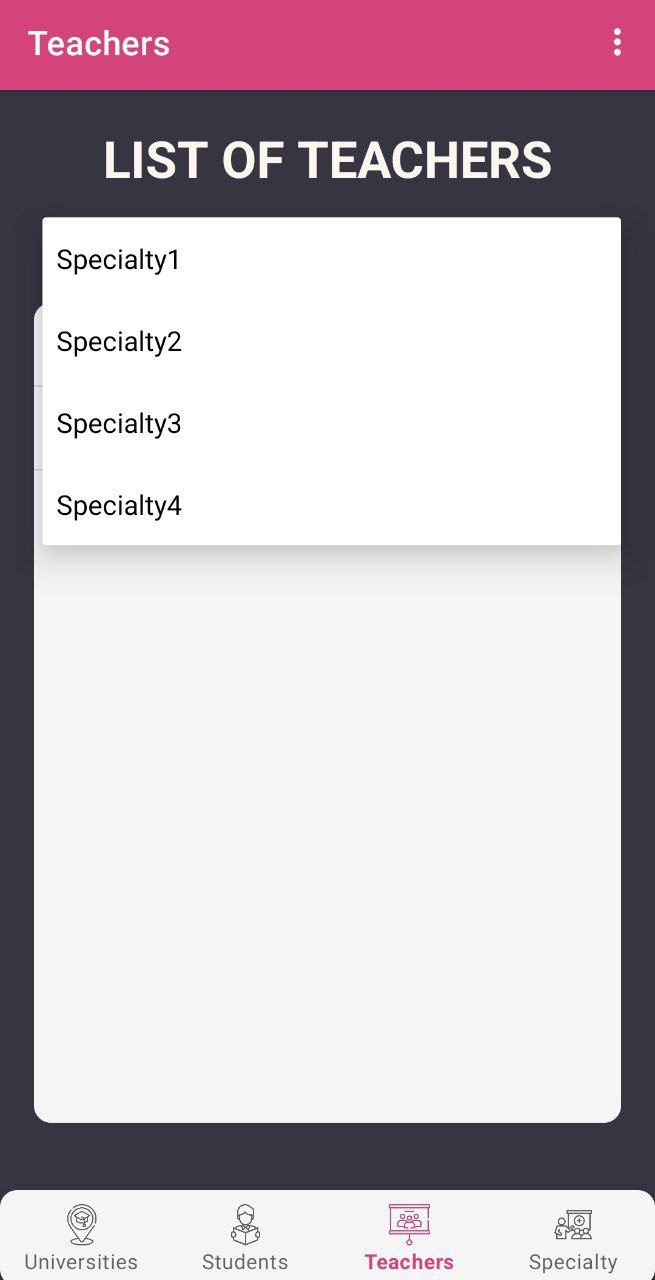 Teachers
LIST OF TEACHERS
Specialty1
Specialty2
Specialty3
Specialty4
Universities
Students
Teachers
Specialty